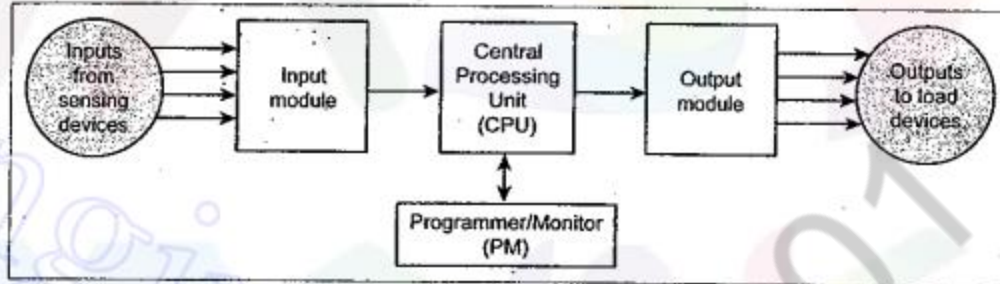 Inputs
from
sensing
devices
Input
module
Central
Processing
Unit
(CPU)
Output
module
Outputs
to load
devices
Programmer/Monitor
(PM)